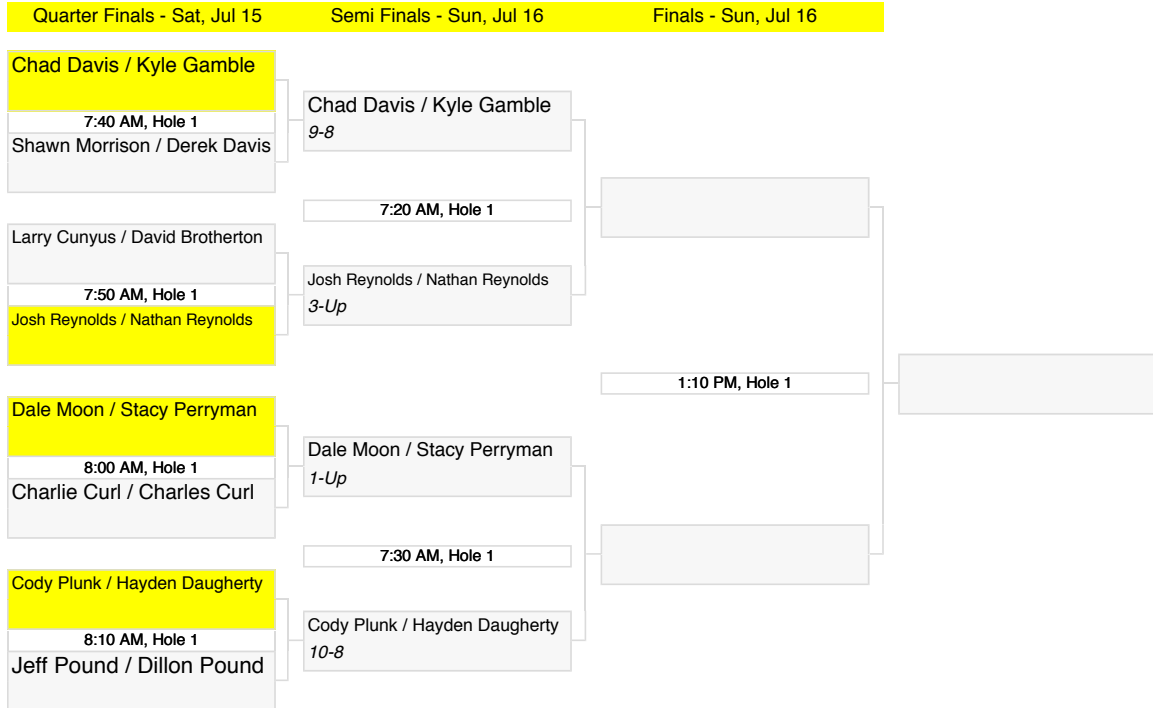 Quarter Finals - Sat, Jul 15
Semi Finals - Sun, Jul 16
Finals - Sun, Jul 16
Chad Davis / Kyle Gamble
7:40 AM, Hole 1
Shawn Morrison / Derek Davis
Larry Cunyus / David Brotherton
7:50 AM, Hole 1
Josh Reynolds / Nathan Reynolds
Dale Moon / Stacy Perryman
8:00 AM, Hole 1
Charlie Curl / Charles Curl
Cody Plunk / Hayden Daugherty
8:10 AM, Hole 1
Jeff Pound / Dillon Pound
Chad Davis / Kyle Gamble
9-8
7:20 AM, Hole 1
Josh Reynolds / Nathan Reynolds
3-Up
Dale Moon / Stacy Perryman
1-Up
7:30 AM, Hole 1
Cody Plunk / Hayden Daugherty
10-8
1:10 PM, Hole 1